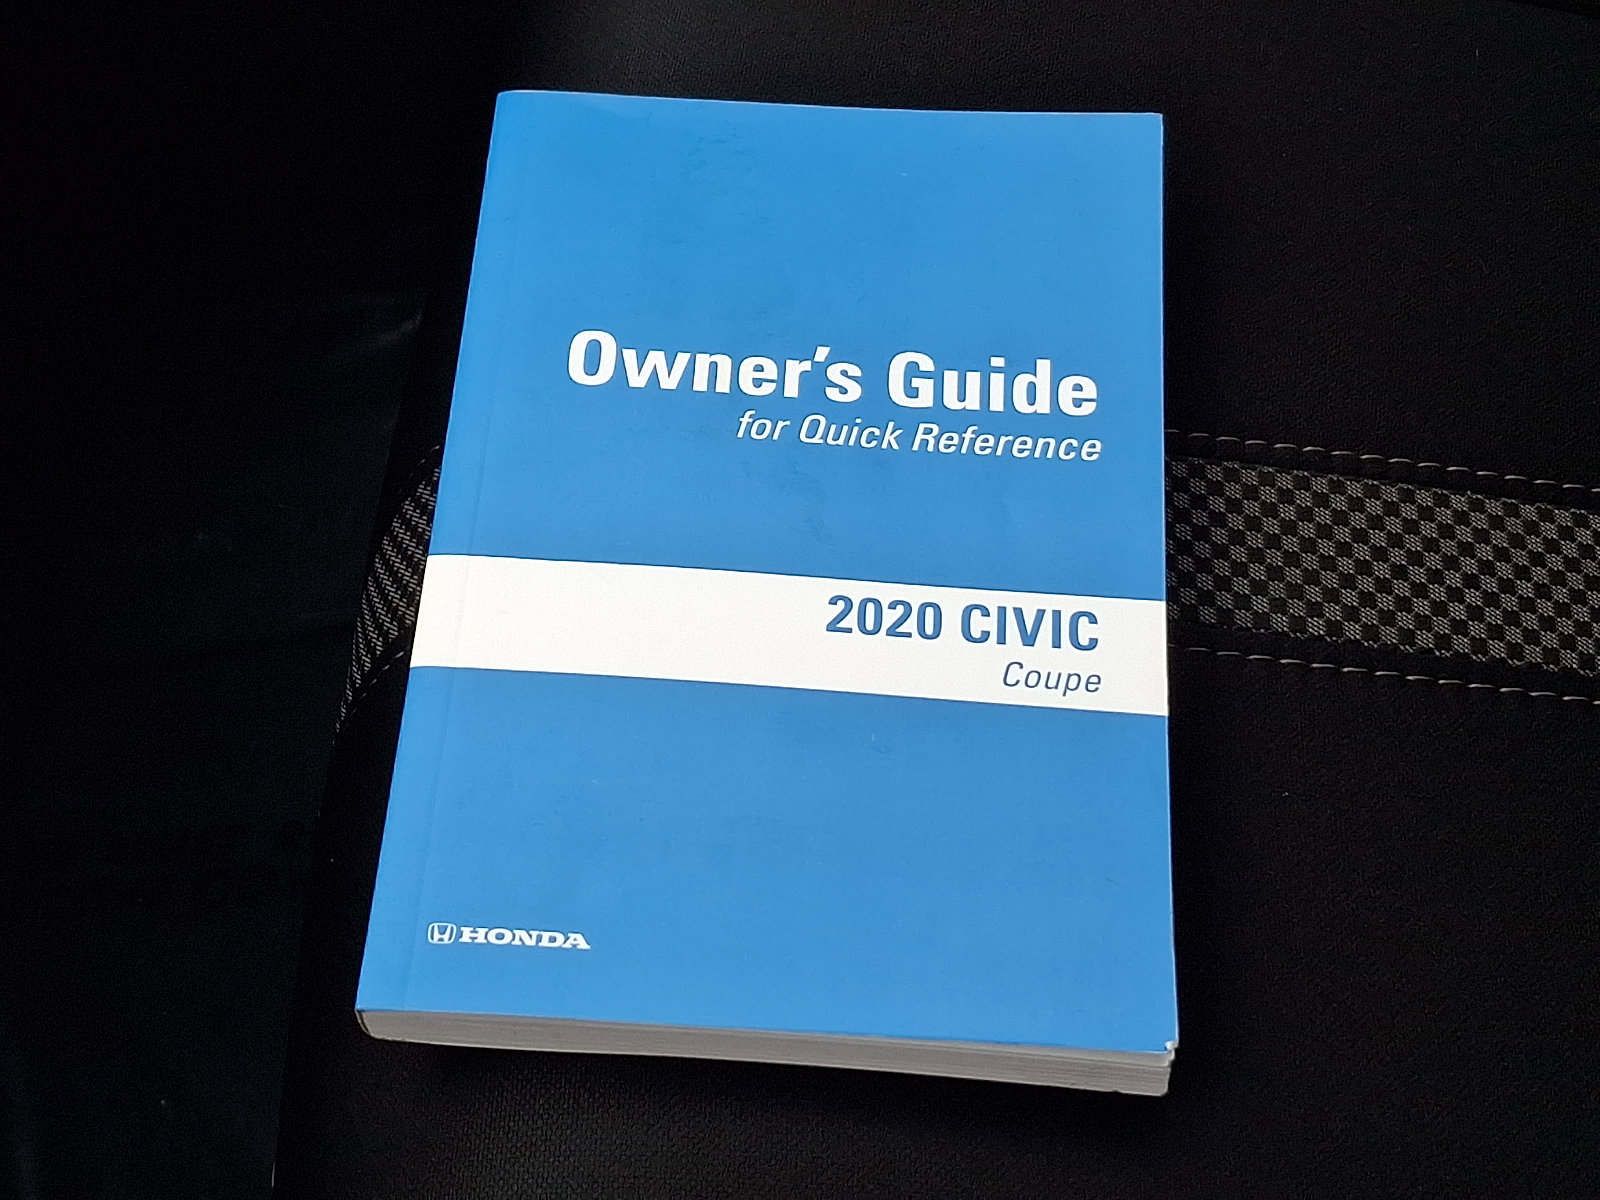 Owner's Guide
for Quick Reference
2020 CIVIC
Coupe
HONDA